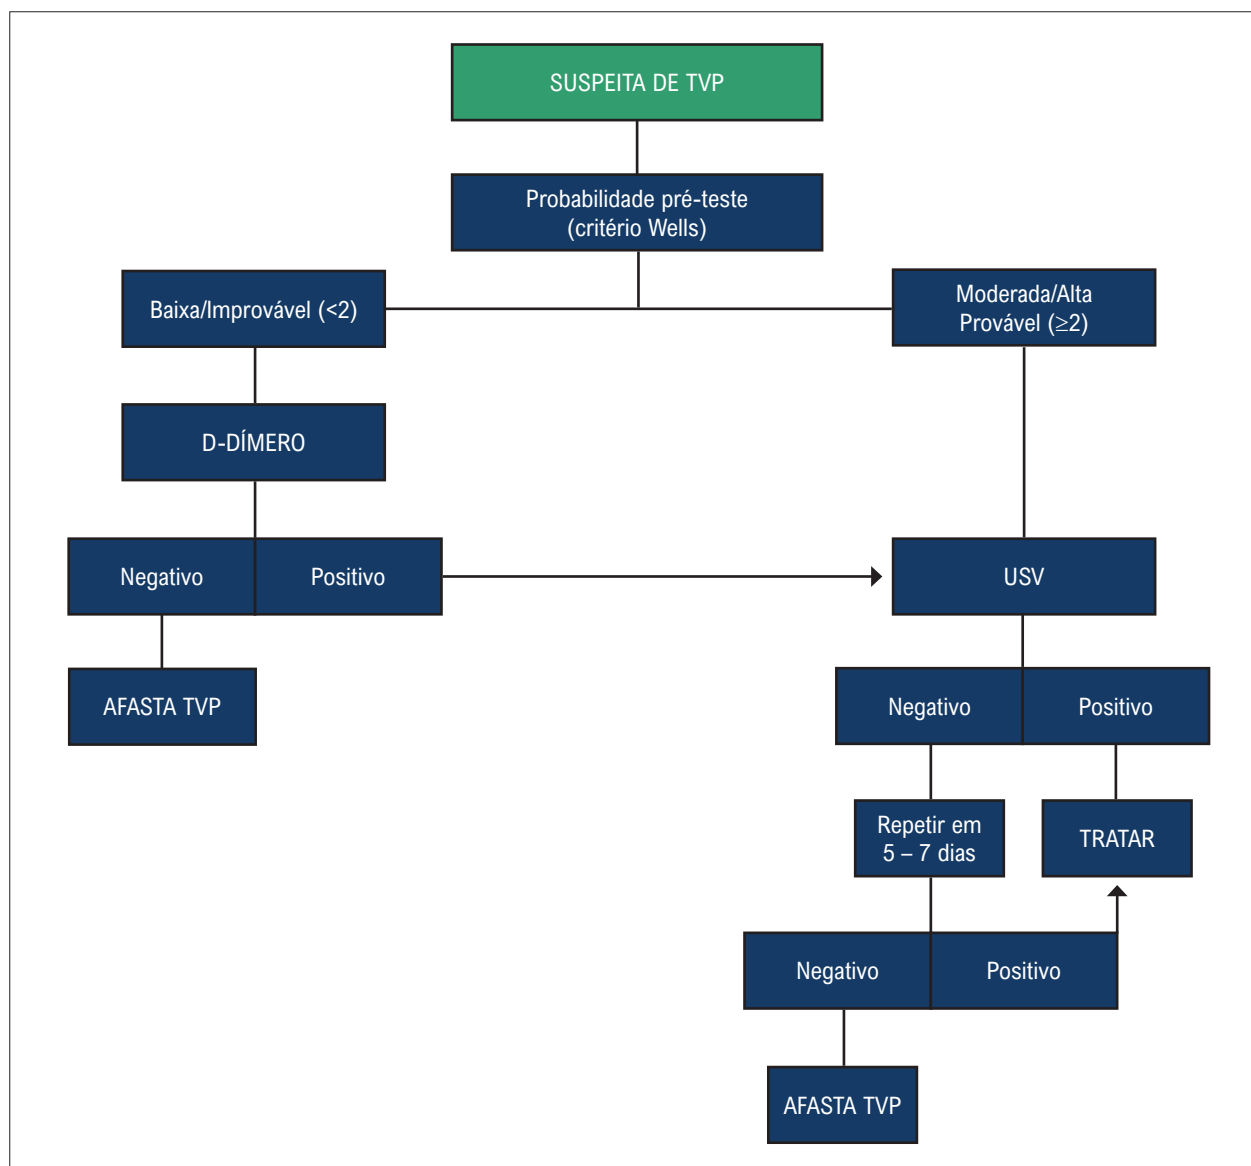 SUSPEITA DE TVP
Probabilidade pré-teste
(critério Wells)
Baixa/Improvável (<2)
Moderada/Alta
Provável (≥2)
D-DÍMERO
Negativo
Positivo
USV
AFASTA TVP
Negativo
Positivo
Repetir em
5 – 7 dias
TRATAR
Negativo
Positivo
AFASTA TVP